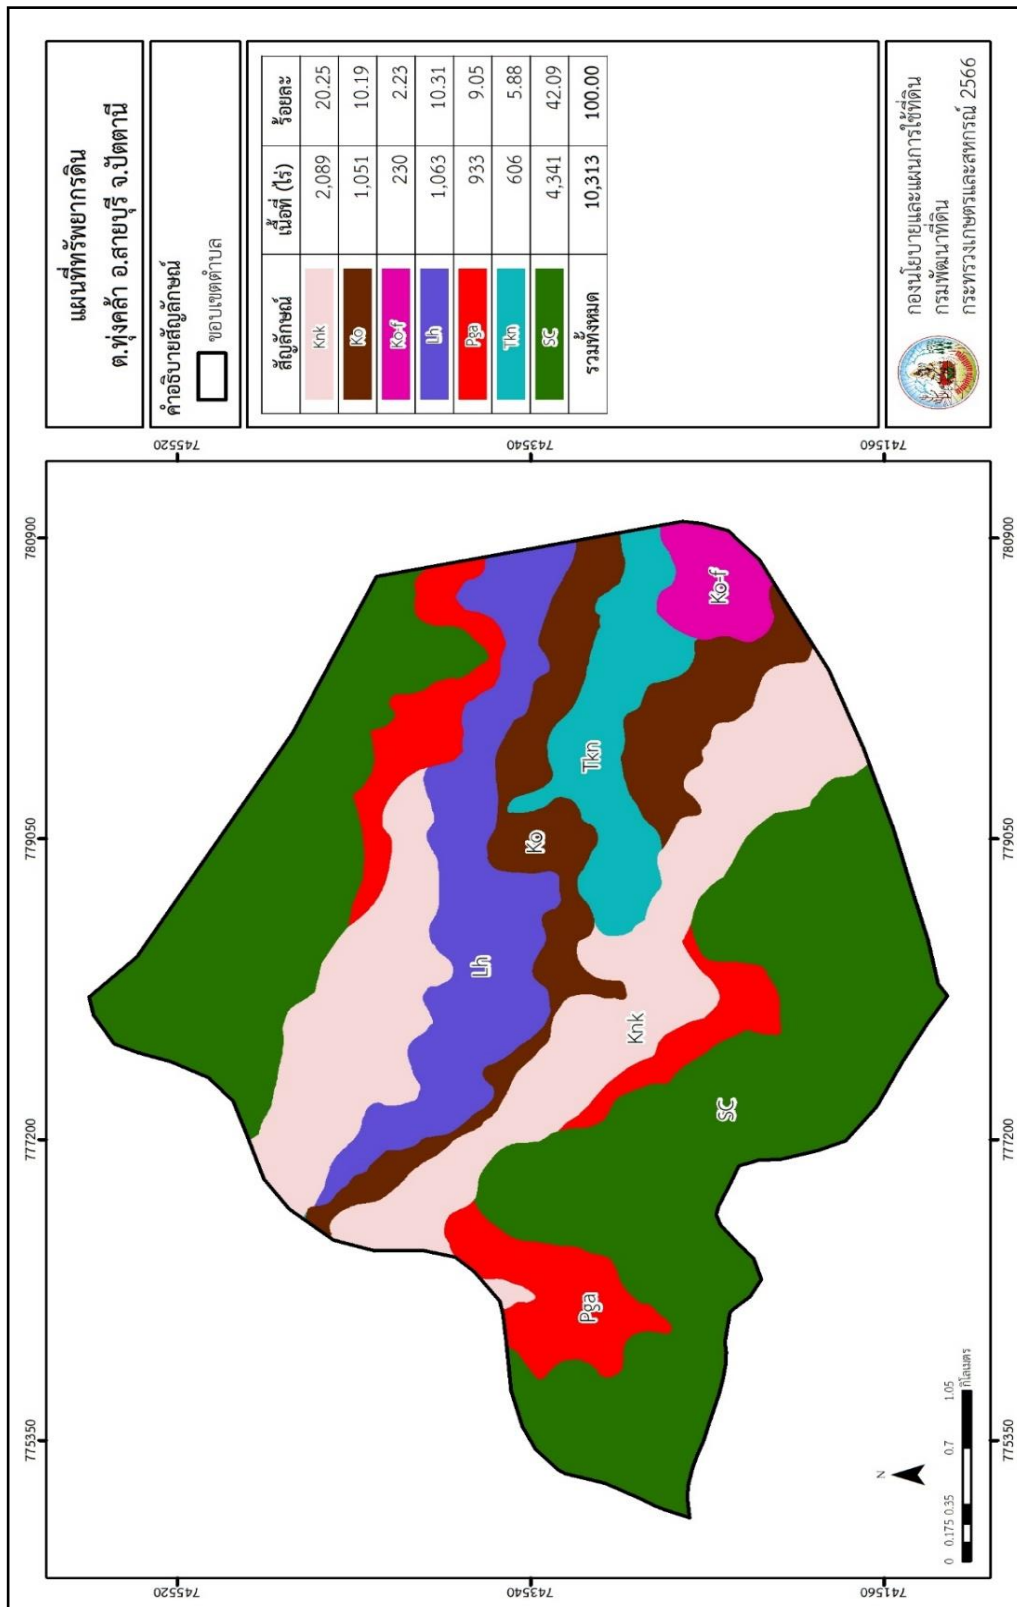 แผนที่ทรัพยากรดิน
ต.ทุ่งคล้า อ.สายบุรี จ.ปัตตานี
คำอธิบายสัญลักษณ์
ขอบเขตตำบล
สัญลักษณ์ เนื้อที่ (ไร่) ร้อยละ
Knk 2,089 20.25
Ko 1,051 10.19
Ko-f 230 2.23
Lh 1,063 10.31
Pga 933 9.05
Tkn 606 5.88
SC 4,341 42.09
รวมทั้งหมด 10,313 100.00
กองนโยบายและแผนการใช้ที่ดิน
กรมพัฒนาที่ดิน
กระทรวงเกษตรและสหกรณ์ 2566
775350 777200 779050 780900
745520 745520
743540 743540
741560 741560
775350 777200 779050 780900
Lh
Ko
Tkn
Ko-f
Knk
Pga
SC
N
0 0.175 0.35 0.7 1.05
กิโลเมตร